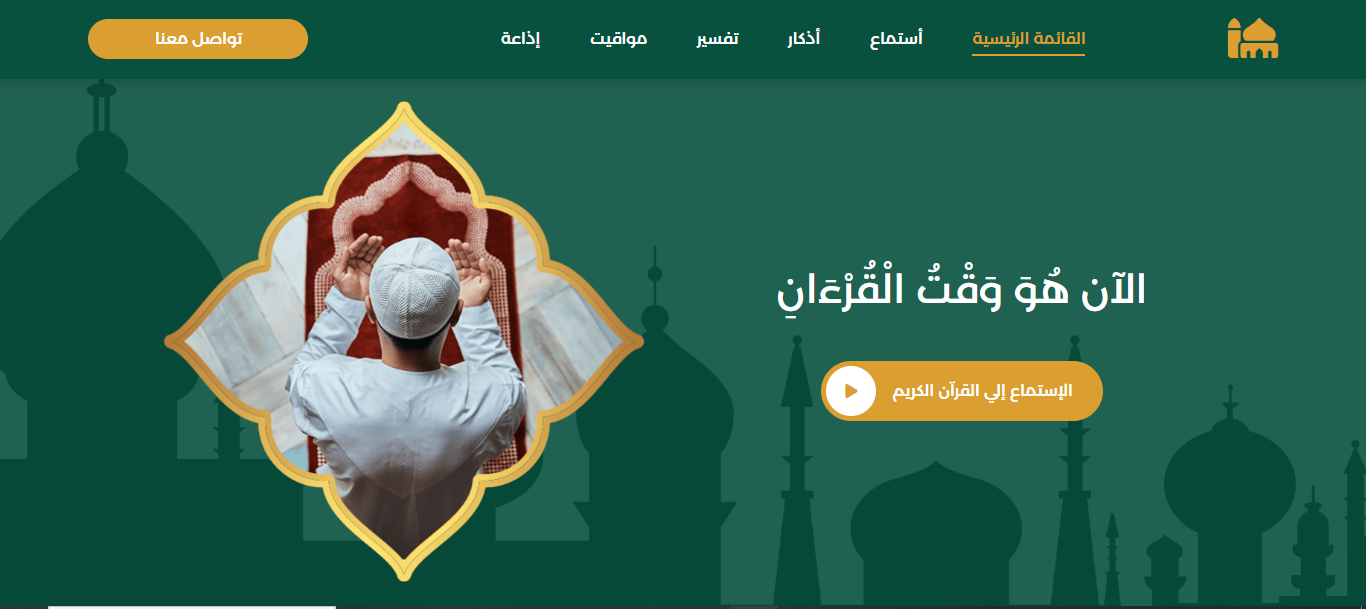 القائمة الرئيسية
أستماع
أذكار
تفسير
مواقيت
إذاعة
تواصل معنا
الآن هُوَ وَقْتُ الْقُرْءَانِ
الإستماع إلي القرآن الكريم